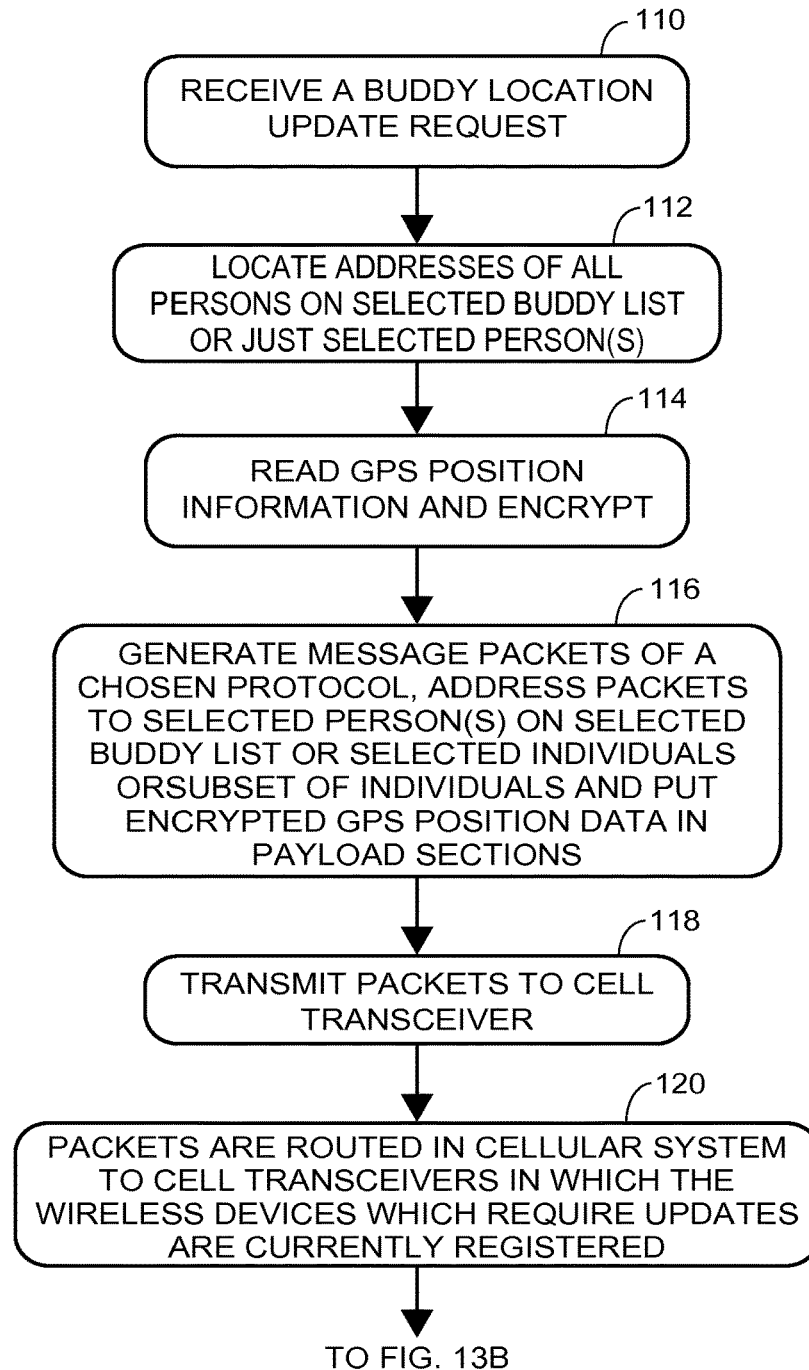 110
RECEIVE A BUDDY LOCATION
UPDATE REQUEST
112
LOCATE ADDRESSES OF ALL
PERSONS ON SELECTED BUDDY LIST
OR JUST SELECTED PERSON(S)
114
READ GPS POSITION
INFORMATION AND ENCRYPT
116
GENERATE MESSAGE PACKETS OF A
CHOSEN PROTOCOL, ADDRESS PACKETS
TO SELECTED PERSON(S) ON SELECTED
BUDDY LIST OR SELECTED INDIVIDUALS
ORSUBSET OF INDIVIDUALS AND PUT
ENCRYPTED GPS POSITION DATA IN
PAYLOAD SECTIONS
118
TRANSMIT PACKETS TO CELL
TRANSCEIVER
120
PACKETS ARE ROUTED IN CELLULAR SYSTEM
TO CELL TRANSCEIVERS IN WHICH THE
WIRELESS DEVICES WHICH REQUIRE UPDATES
ARE CURRENTLY REGISTERED
TO FIG. 13B